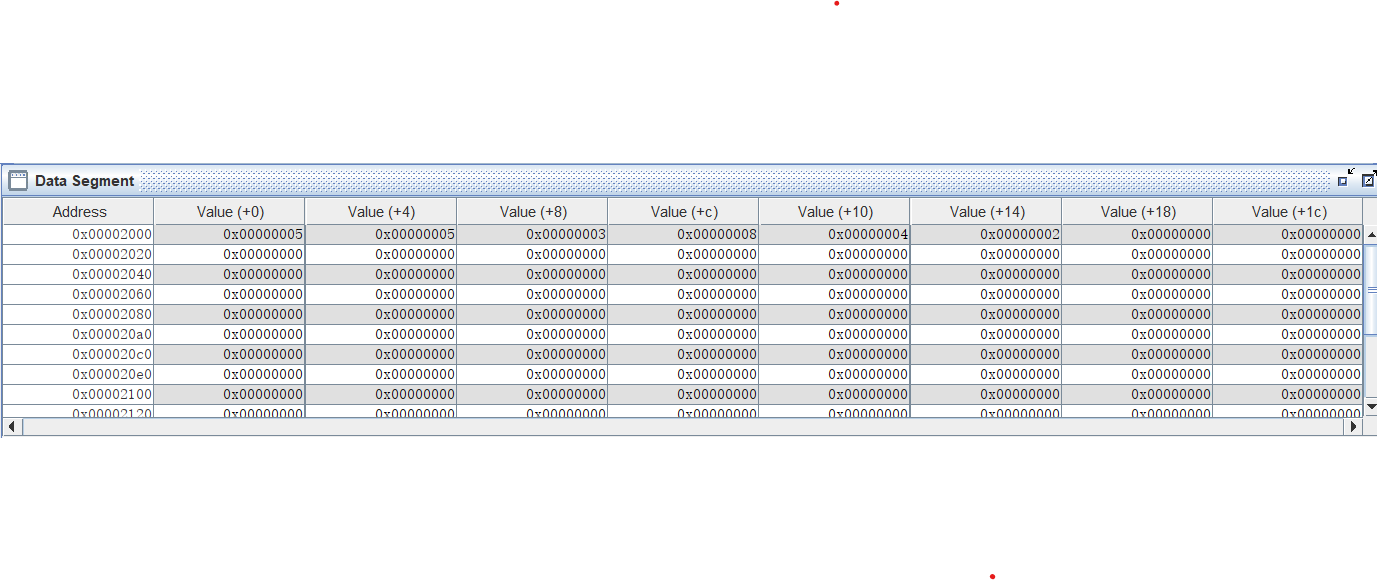 Data Segment
Address Value (+0) Value (+4) Value (+8) Value (+c) Value (+10) Value (+14) Value (+18) Value (+1c)
0x00002000 0x00000005 0x00000005 0x00000003 0x00000008 0x00000004 0x00000002 0x00000000 0x00000000
0x00002020 0x00000000 0x00000000 0x00000000 0x00000000 0x00000000 0x00000000 0x00000000 0x00000000
0x00002040 0x00000000 0x00000000 0x00000000 0x00000000 0x00000000 0x00000000 0x00000000 0x00000000
0x00002060 0x00000000 0x00000000 0x00000000 0x00000000 0x00000000 0x00000000 0x00000000 0x00000000
0x00002080 0x00000000 0x00000000 0x00000000 0x00000000 0x00000000 0x00000000 0x00000000 0x00000000
0x000020a0 0x00000000 0x00000000 0x00000000 0x00000000 0x00000000 0x00000000 0x00000000 0x00000000
0x000020c0 0x00000000 0x00000000 0x00000000 0x00000000 0x00000000 0x00000000 0x00000000 0x00000000
0x000020e0 0x00000000 0x00000000 0x00000000 0x00000000 0x00000000 0x00000000 0x00000000 0x00000000
0x00002100 0x00000000 0x00000000 0x00000000 0x00000000 0x00000000 0x00000000 0x00000000 0x00000000
0x00002120 0x00000000 0x00000000 0x00000000 0x00000000 0x00000000 0x00000000 0x00000000 0x00000000